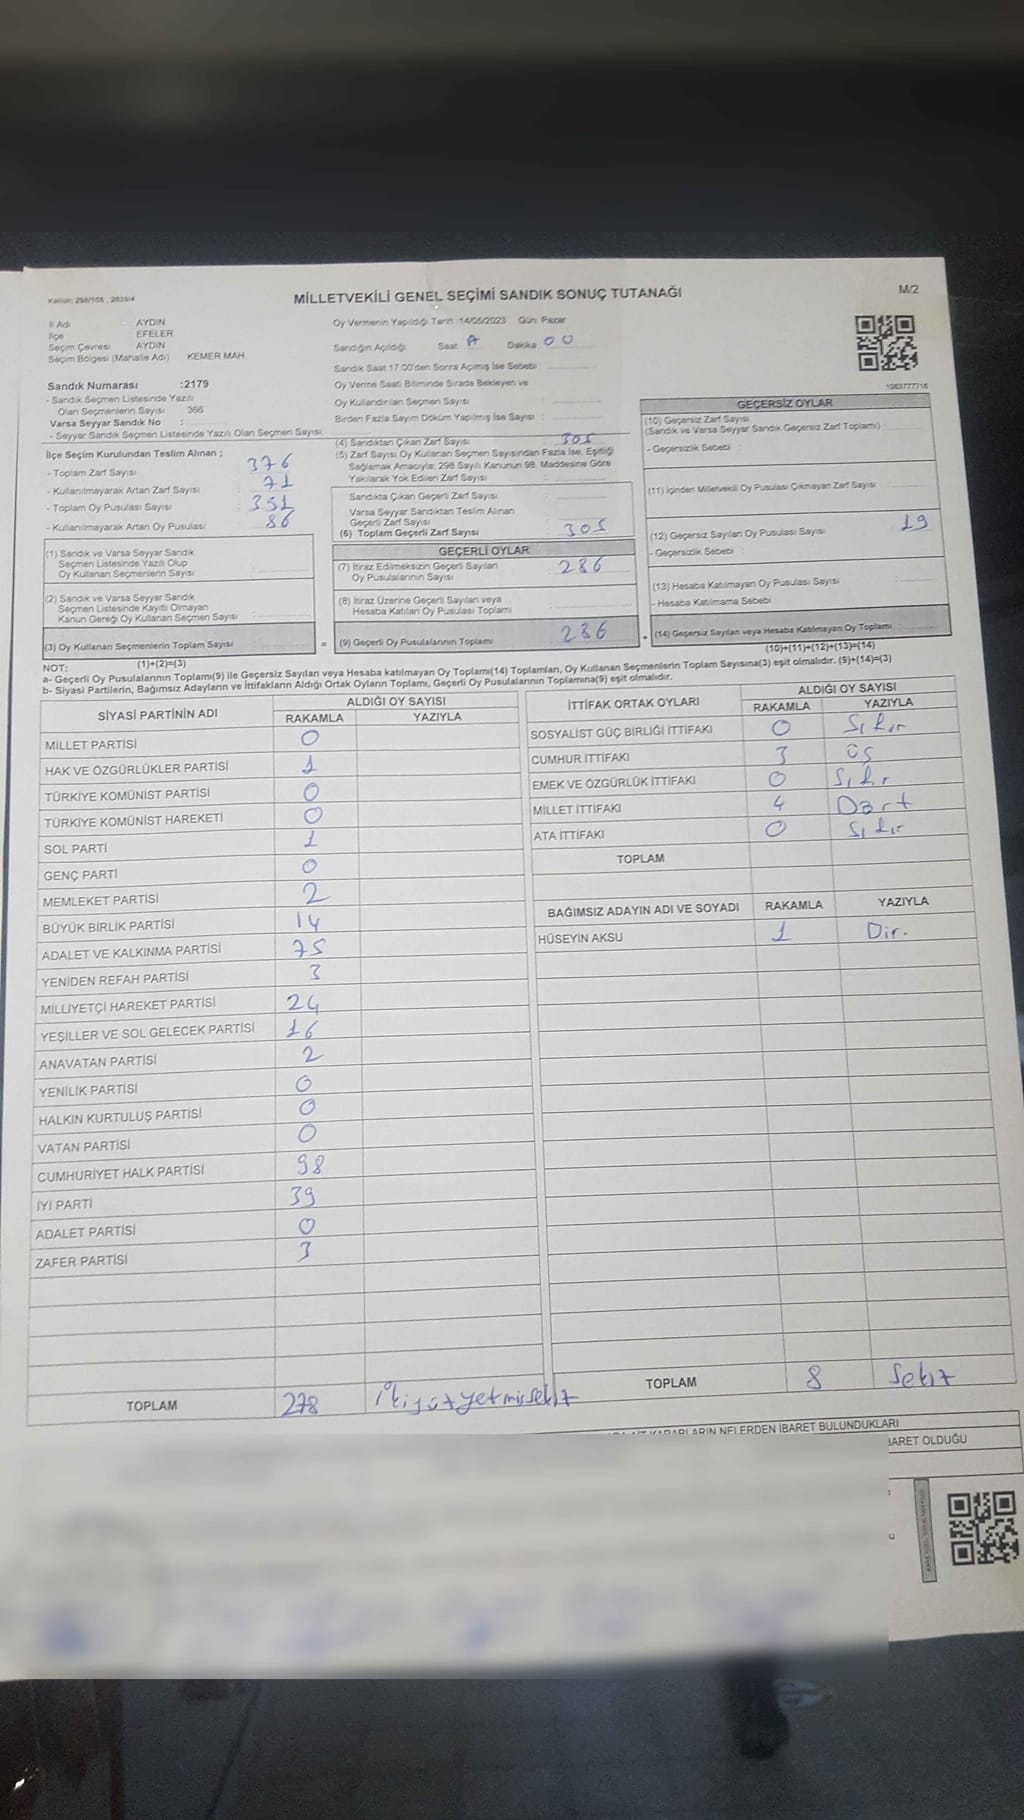 Kanun: 298/105 , 2839/4
MİLLETVEKİLİ GENEL SEÇİMİ SANDIK SONUÇ TUTANAĞI
M/2
İl Adı : AYDIN
İlçe EFELER
Seçim Çevresi AYDIN
Seçim Bölgesi (Mahalle Adı) KEMER MAH.
Oy Vermenin Yapıldığı Tarih :14/05/2023 Gün: Pazar
Sandığın Açıldığı Saat Dakika 00
Sandık Saat 17:00'den Sonra Açılmış İse Sebebi
Oy Verme Saati Bitiminde Sırada Bekleyen ve
Oy Kullandırılan Seçmen Sayısı
Birden Fazla Sayım Döküm Yapılmış İse Sayısı :
1063777716
Sandık Numarası :2179
- Sandık Seçmen Listesinde Yazılı
Olan Seçmenlerin Sayısı : 366
Varsa Seyyar Sandık No :
- Seyyar Sandık Seçmen Listesinde Yazılı Olan Seçmen Sayısı
İlçe Seçim Kurulundan Teslim Alınan ;
- Toplam Zarf Sayısı 376
- Kullanılmayarak Artan Zarf Sayısı 71
- Toplam Oy Pusulası Sayısı 351
- Kullanılmayarak Artan Oy Pusulası 86
(4) Sandıktan Çıkan Zarf Sayısı 305
(5) Zarf Sayısı Oy Kullanan Seçmen Sayısından Fazla İse, Eşitliği
Sağlamak Amacıyla; 298 Sayılı Kanunun 98. Maddesine Göre
Yakılarak Yok Edilen Zarf Sayısı
Sandıkta Çıkan Geçerli Zarf Sayısı
Varsa Seyyar Sandıktan Teslim Alınan
Geçerli Zarf Sayısı
(6) Toplam Geçerli Zarf Sayısı 305
GEÇERSİZ OYLAR
(10) Geçersiz Zarf Sayısı
(Sandık ve Varsa Seyyar Sandık Geçersiz Zarf Toplamı)
- Geçersizlik Sebebi :
(11) İçinden Milletvekili Oy Pusulası Çıkmayan Zarf Sayısı
(12) Geçersiz Sayılan Oy Pusulası Sayısı 19
- Geçersizlik Sebebi :
(13) Hesaba Katılmayan Oy Pusulası Sayısı
- Hesaba Katılmama Sebebi :
(1) Sandık ve Varsa Seyyar Sandık
Seçmen Listesinde Yazılı Olup
Oy Kullanan Seçmenlerin Sayısı
(2) Sandık ve Varsa Seyyar Sandık
Seçmen Listesinde Kayıtlı Olmayan
Kanun Gereği Oy Kullanan Seçmen Sayısı :
GEÇERLİ OYLAR
(7) İtiraz Edilmeksizin Geçerli Sayılan
Oy Pusulalarının Sayısı : 286
(8) İtiraz Üzerine Geçerli Sayılan veya
Hesaba Katılan Oy Pusulası Toplamı
(3) Oy Kullanan Seçmenlerin Toplam Sayısı = (9) Geçerli Oy Pusulalarının Toplamı 286 + (14) Geçersiz Sayılan veya Hesaba Katılmayan Oy Toplamı
(1)+(2)=(3)
(10)+(11)+(12)+(13)=(14)
NOT:
a- Geçerli Oy Pusulasının Toplamı(9) ile Geçersiz Sayılan veya Hesaba katılmayan Oy Toplamı(14) Toplamları, Oy Kullanan Seçmenlerin Toplam Sayısına(3) eşit olmalıdır. (9)+(14)=(3)
b- Siyasi Partilerin, Bağımsız Adayların ve İttifakların Aldığı Ortak Oyların Toplamı, Geçerli Oy Pusulalarının Toplamına(9) eşit olmalıdır.
SİYASİ PARTİNİN ADI ALDIĞI OY SAYISI
RAKAMLA YAZIYLA
MİLLET PARTİSİ 0
HAK VE ÖZGÜRLÜKLER PARTİSİ 1
TÜRKİYE KOMÜNİST PARTİSİ 0
TÜRKİYE KOMÜNİST HAREKETİ 0
SOL PARTİ 1
GENÇ PARTİ 0
MEMLEKET PARTİSİ 2
BÜYÜK BİRLİK PARTİSİ 14
ADALET VE KALKINMA PARTİSİ 75
YENİDEN REFAH PARTİSİ 3
MİLLİYETÇİ HAREKET PARTİSİ 24
YEŞİLLER VE SOL GELECEK PARTİSİ 16
ANAVATAN PARTİSİ 2
YENİLİK PARTİSİ 0
HALKIN KURTULUŞ PARTİSİ 0
VATAN PARTİSİ 0
CUMHURİYET HALK PARTİSİ 98
İYİ PARTİ 39
ADALET PARTİSİ 0
ZAFER PARTİSİ 3
TOPLAM 278 ikiyüzyetmişsekiz
İTTİFAK ORTAK OYLARI ALDIĞI OY SAYISI
RAKAMLA YAZIYLA
SOSYALİST GÜÇ BİRLİĞİ İTTİFAKI 0 Sıfır
CUMHUR İTTİFAKI 3 üç
EMEK VE ÖZGÜRLÜK İTTİFAKI 0 Sıfır
MİLLET İTTİFAKI 4 Dört
ATA İTTİFAKI 0 Sıfır
TOPLAM
BAĞIMSIZ ADAYIN ADI VE SOYADI RAKAMLA YAZIYLA
HÜSEYİN AKSU 1 Bir.
TOPLAM 8 Sekiz
KARARLARIN NELERDEN İBARET BULUNDUKLARI
BARET OLDUĞU